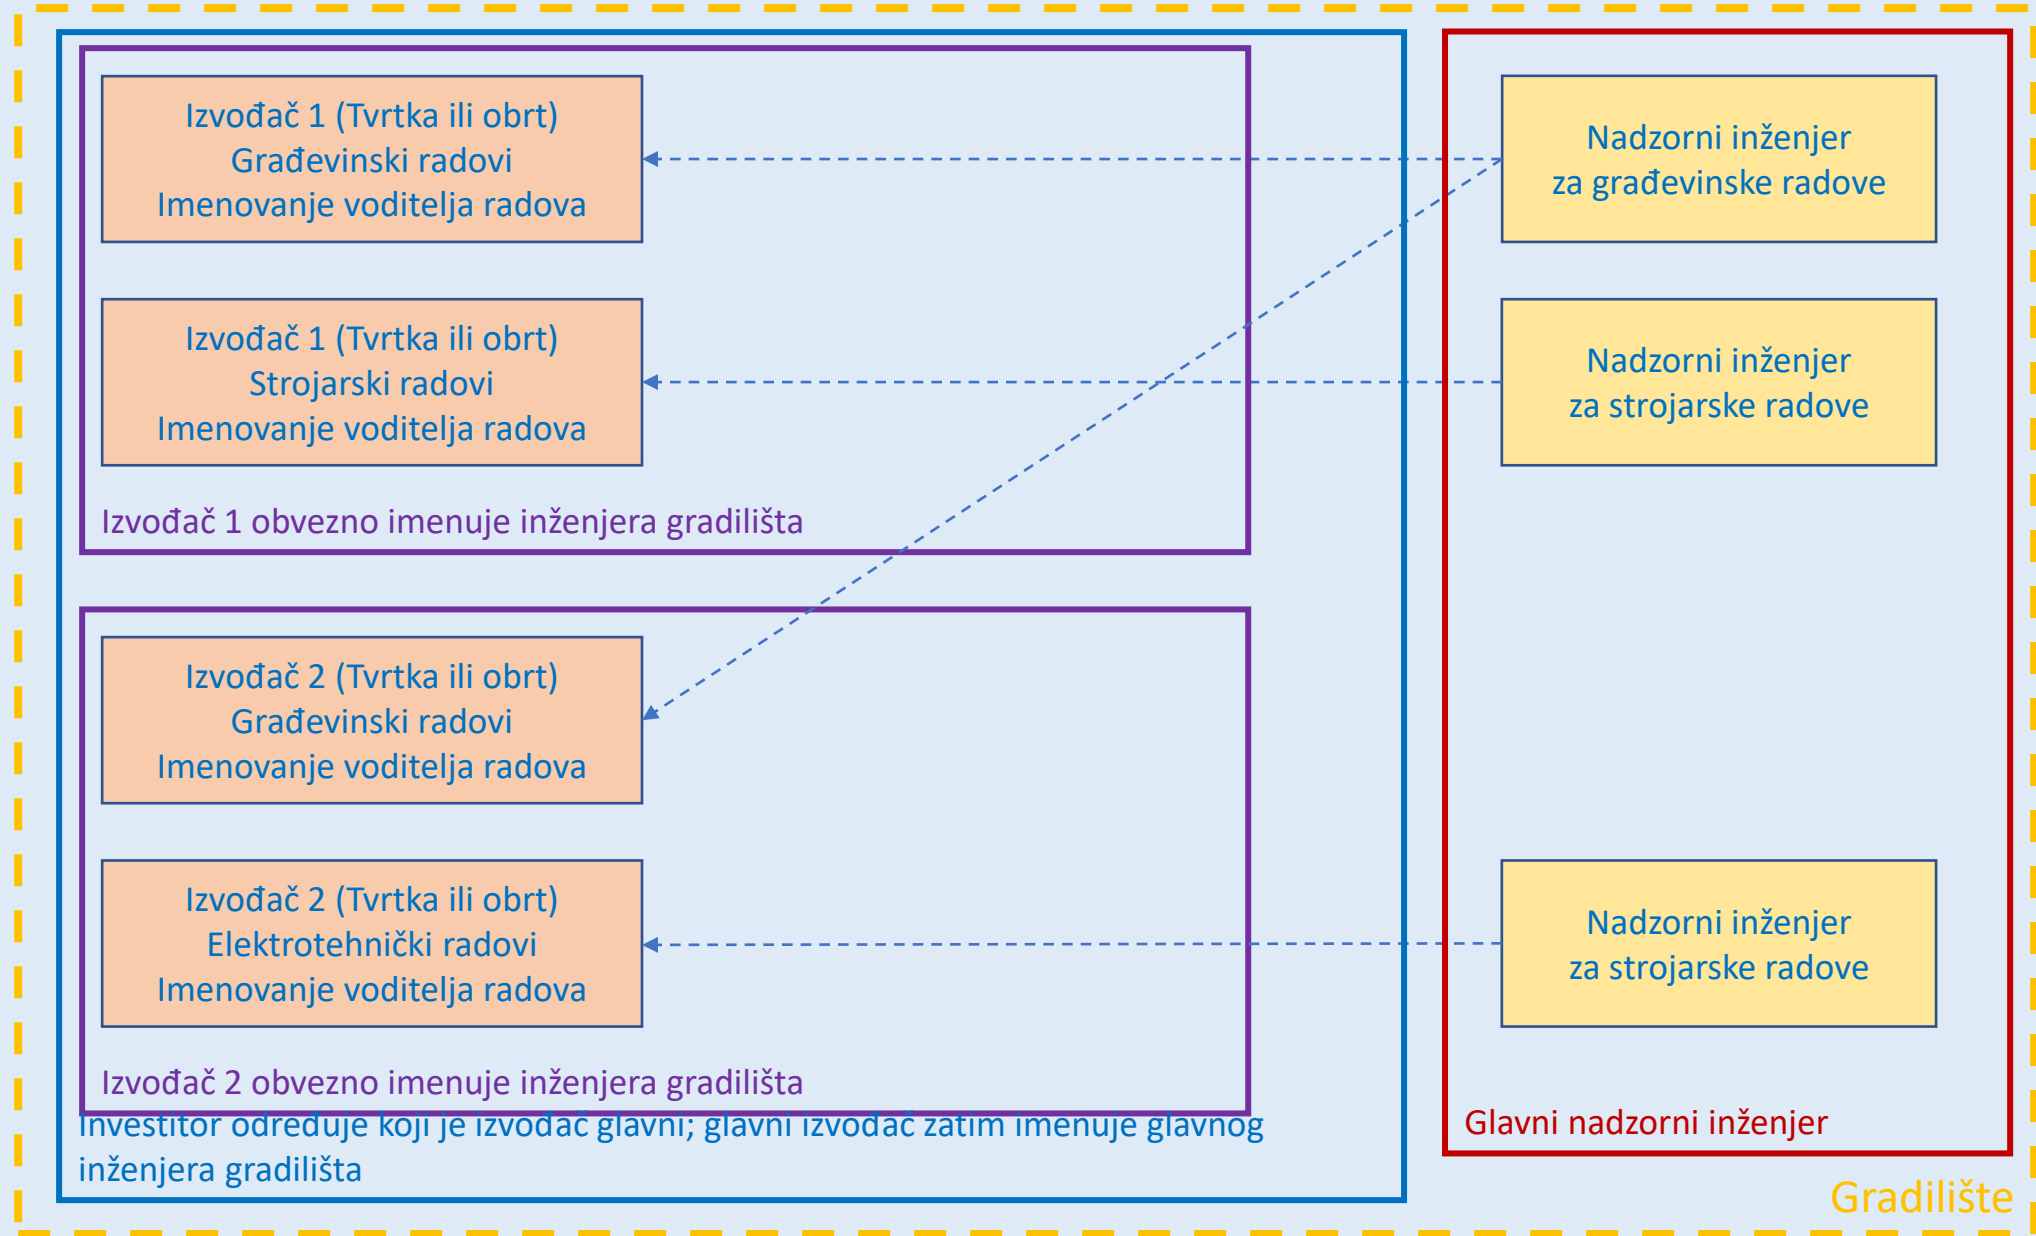 Izvođač 1 (Tvrtka ili obrt)
Građevinski radovi
Imenovanje voditelja radova
Nadzorni inženjer
za građevinske radove
Izvođač 1 (Tvrtka ili obrt)
Strojarski radovi
Imenovanje voditelja radova
Nadzorni inženjer
za strojarske radove
Izvođač 1 obvezno imenuje inženjera gradilišta
Izvođač 2 (Tvrtka ili obrt)
Građevinski radovi
Imenovanje voditelja radova
Izvođač 2 (Tvrtka ili obrt)
Elektrotehnički radovi
Imenovanje voditelja radova
Nadzorni inženjer
za strojarske radove
Izvođač 2 obvezno imenuje inženjera gradilišta
Investitor određuje koji je izvođač glavni; glavni izvođač zatim imenuje glavnog
inženjera gradilišta
Glavni nadzorni inženjer
Gradilište